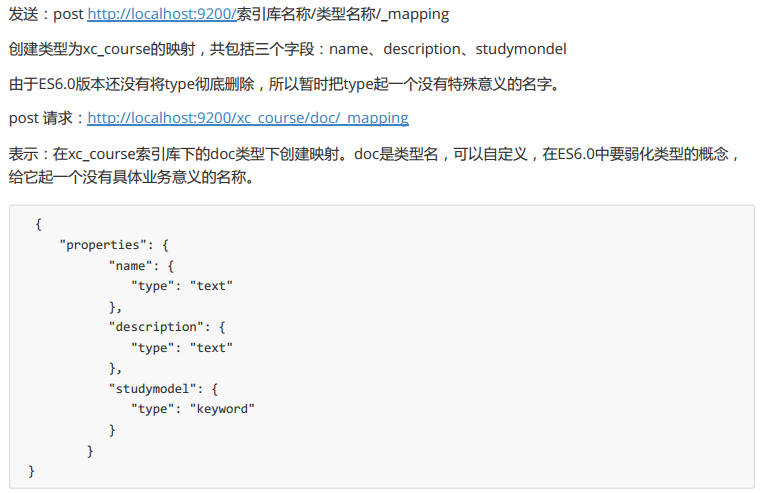 发送：post http://localhost:9200/索引库名称/类型名称/_mapping
创建类型为xc_course的映射，共包括三个字段：name、description、studymondel
由于ES6.0版本还没有将type彻底删除，所以暂时把type起一个没有特殊意义的名字。
post 请求：http://localhost:9200/xc_course/doc/_mapping
表示：在xc_course索引库下的doc类型下创建映射。doc是类型名，可以自定义，在ES6.0中要弱化类型的概念，
给它起一个没有具体业务意义的名称。
{
"properties": {
"name": {
"type": "text"
},
"description": {
"type": "text"
},
"studymodel": {
"type": "keyword"
}
}
}